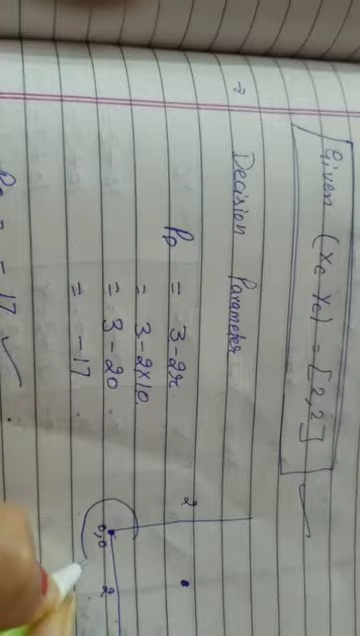 Given (xc yc) = [2,2]
→ Decision Parameter
P0 = 3-2r
= 3-2×10
= 3-20
= -17
= -17
2
0,0
2